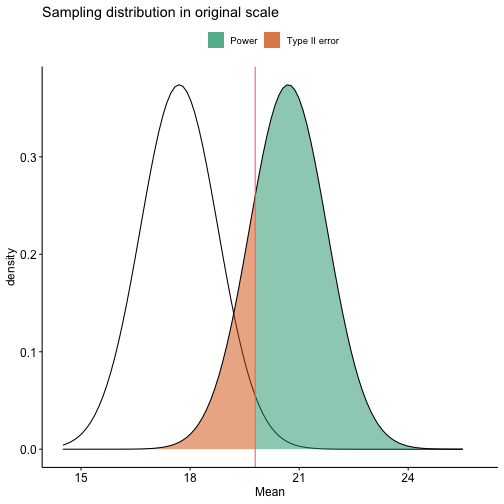 Sampling distribution in original scale
Power Type II error
0.3
0.2
0.1
0.0
density
15 18 21 24
Mean